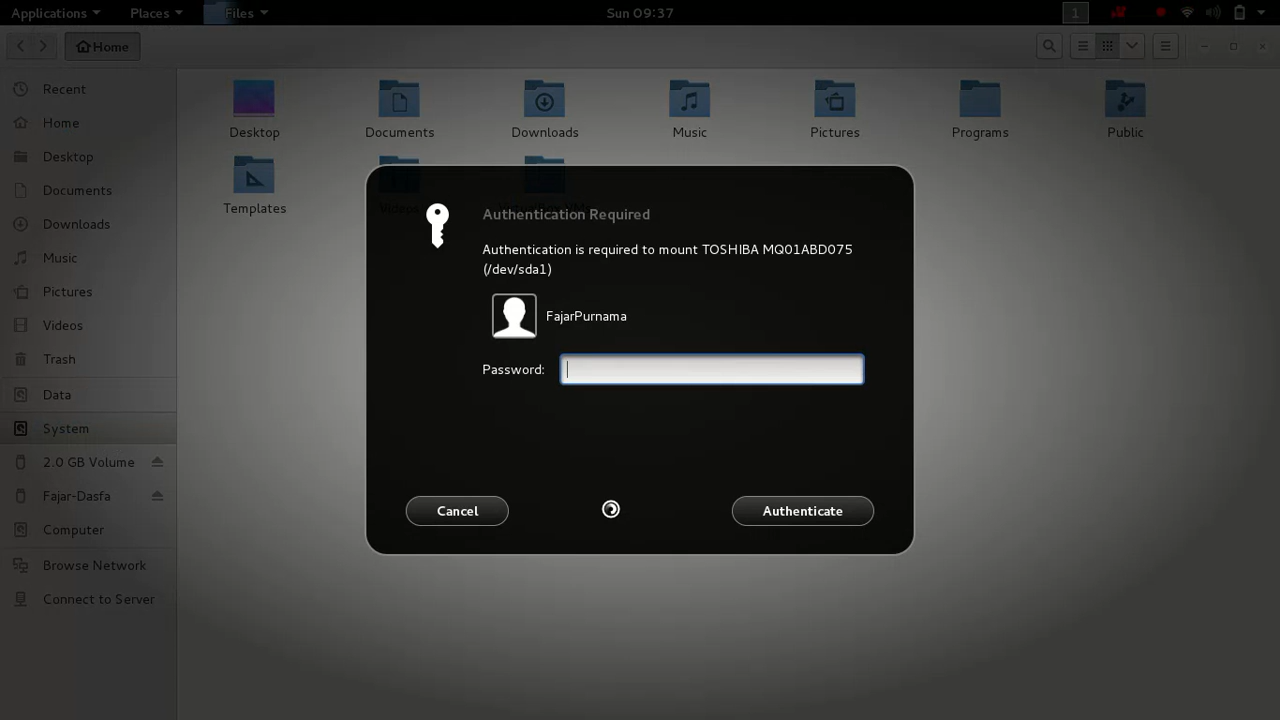 Applications
Places
Files
Sun 09:37
1
Home
Recent
Home
Desktop
Documents
Downloads
Music
Pictures
Videos
Trash
Data
System
2.0 GB Volume
Fajar-Dasfa
Computer
Browse Network
Connect to Server
Desktop
Documents
Downloads
Music
Pictures
Programs
Public
Templates
Videos
Authentication Required
Authentication is required to mount TOSHIBA MQ01ABD075
(/dev/sda1)
FajarPurnama
Password:
Cancel
Authenticate